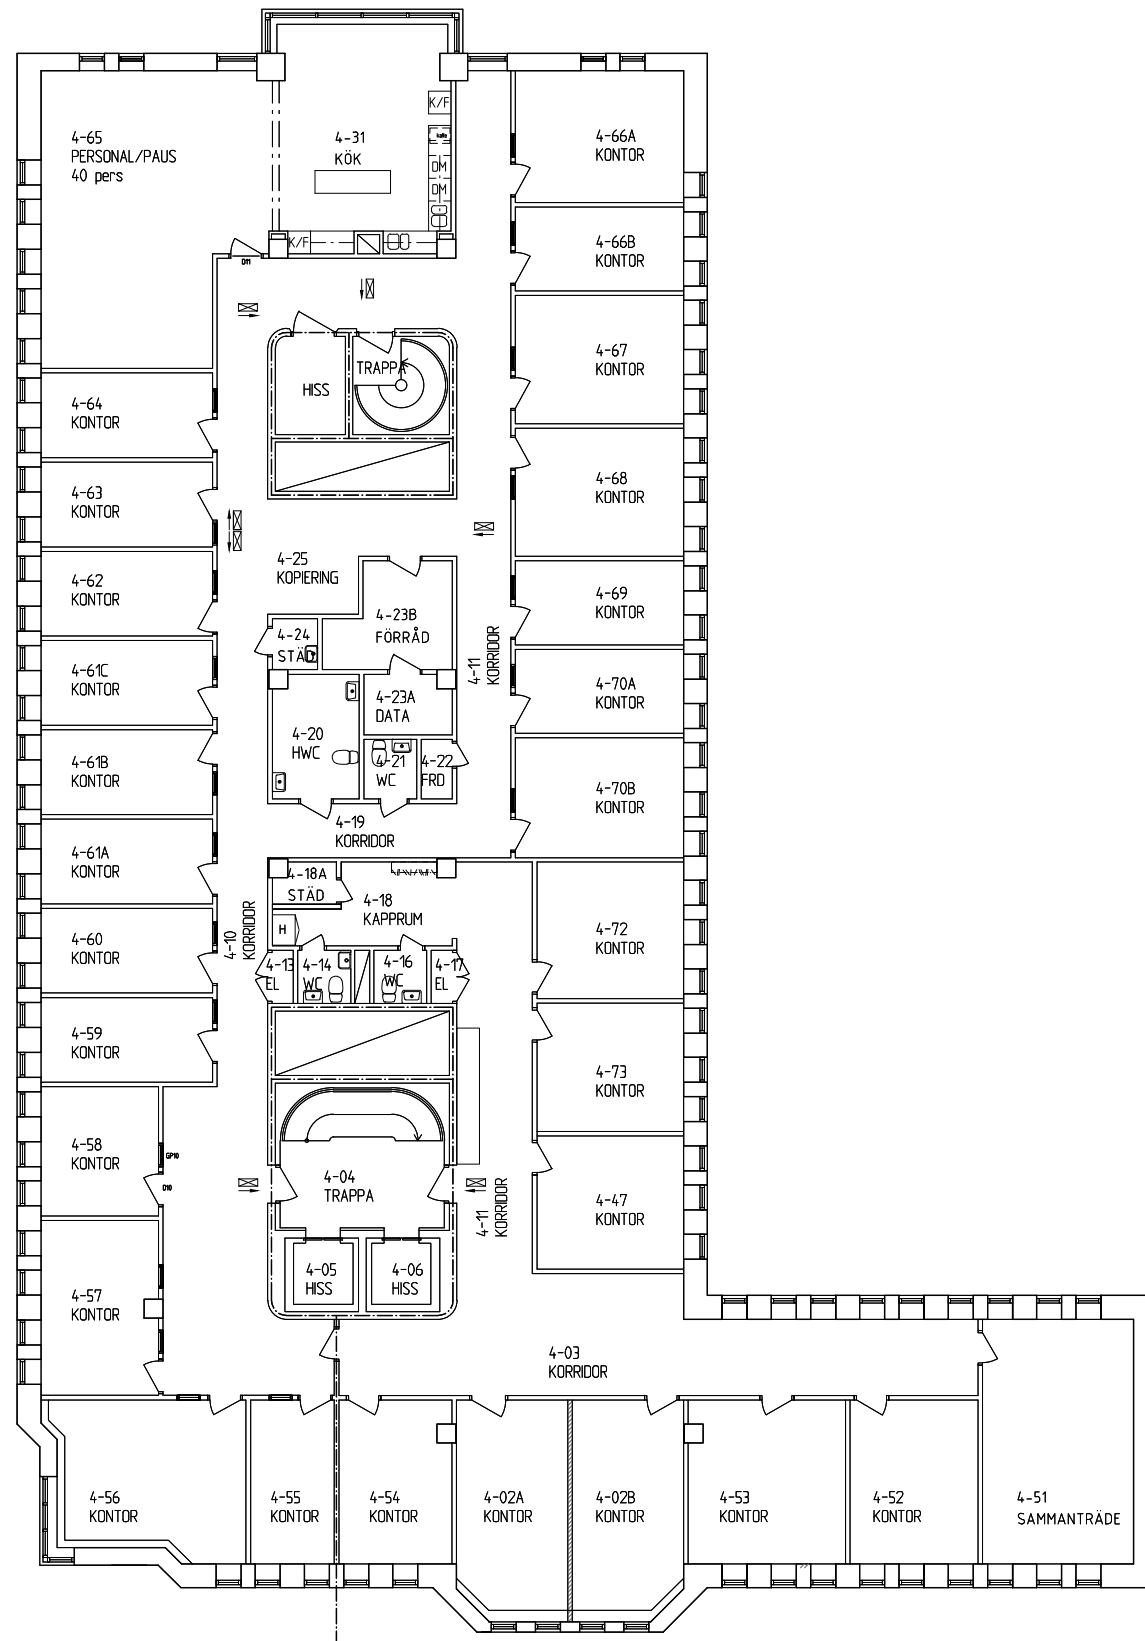 4-65
PERSONAL/PAUS
40 pers
4-31
KÖK
K/F
kaffe
DM
DM
K/F
D11
4-66A
KONTOR
4-66B
KONTOR
4-67
KONTOR
HISS
TRAPPA
4-64
KONTOR
4-63
KONTOR
4-68
KONTOR
4-62
KONTOR
4-25
KOPIERING
4-69
KONTOR
4-24
STÄD
4-23B
FÖRRÅD
4-11
KORRIDOR
4-61C
KONTOR
4-23A
DATA
4-70A
KONTOR
4-61B
KONTOR
4-20
HWC
4-21
WC
4-22
FRD
4-70B
KONTOR
4-19
KORRIDOR
4-61A
KONTOR
4-18A
STÄD
4-18
KAPPRUM
H
4-10
KORRIDOR
4-60
KONTOR
4-72
KONTOR
4-13
EL
4-14
WC
4-16
WC
4-17
EL
4-59
KONTOR
4-73
KONTOR
4-58
KONTOR
GP10
D10
4-04
TRAPPA
4-11
KORRIDOR
4-47
KONTOR
4-05
HISS
4-06
HISS
4-57
KONTOR
4-03
KORRIDOR
4-56
KONTOR
4-55
KONTOR
4-54
KONTOR
4-02A
KONTOR
4-02B
KONTOR
4-53
KONTOR
4-52
KONTOR
4-51
SAMMANTRÄDE